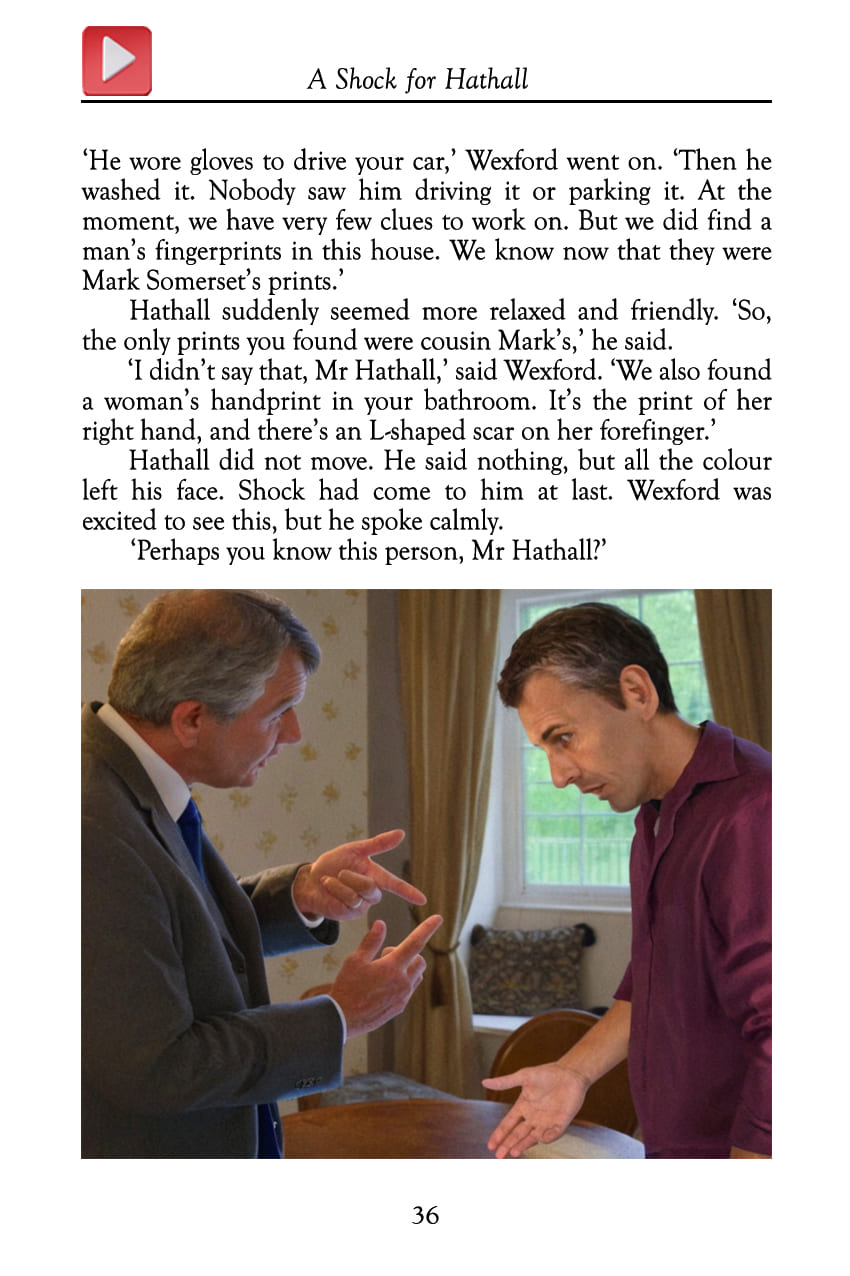 A Shock for Hathall
‘He wore gloves to drive your car,’ Wexford went on. ‘Then he
washed it. Nobody saw him driving it or parking it. At the
moment, we have very few clues to work on. But we did find a
man’s fingerprints in this house. We know now that they were
Mark Somerset’s prints.’
Hathall suddenly seemed more relaxed and friendly. ‘So,
the only prints you found were cousin Mark’s,’ he said.
‘I didn’t say that, Mr Hathall,’ said Wexford. ‘We also found
a woman’s handprint in your bathroom. It’s the print of her
right hand, and there’s an L-shaped scar on her forefinger.’
Hathall did not move. He said nothing, but all the colour
left his face. Shock had come to him at last. Wexford was
excited to see this, but he spoke calmly.
‘Perhaps you know this person, Mr Hathall?’
36